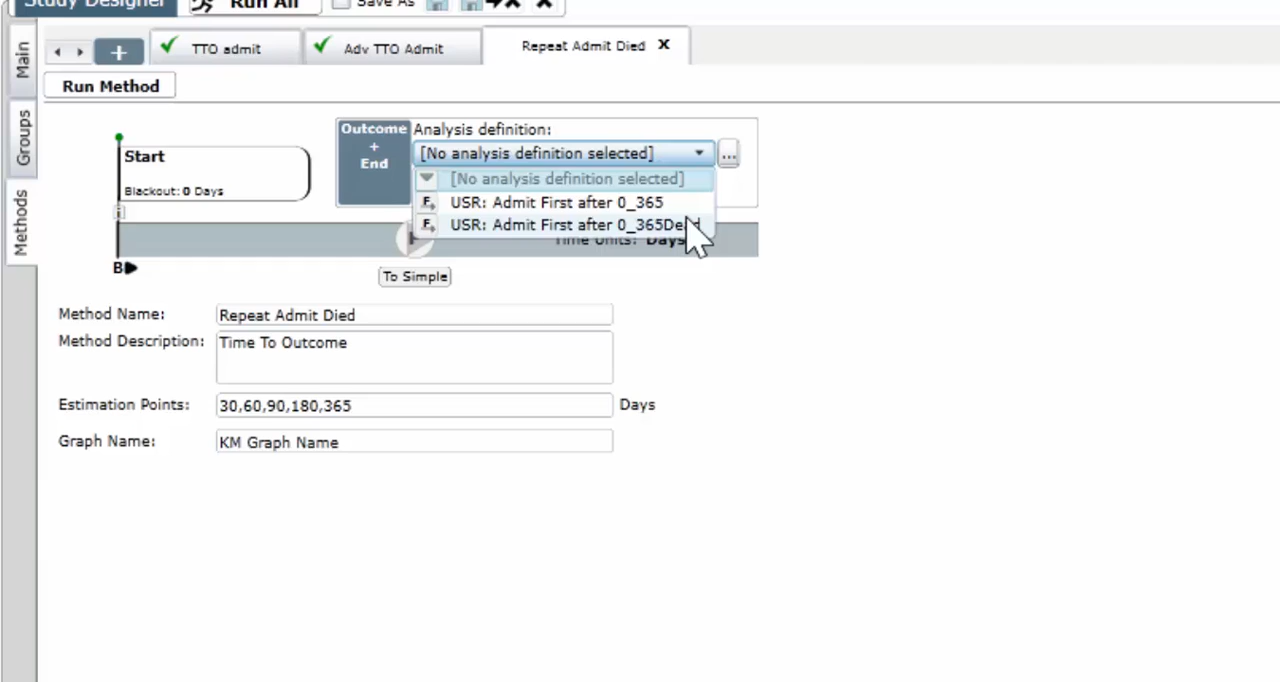 Study Designer
Run All
Save As
Main
Groups
Methods
+
TTO admit
Adv TTO Admit
Repeat Admit Died X
Run Method
Start
Blackout: 0 Days
Outcome
+
End
Analysis definition:
[No analysis definition selected]
...
[No analysis definition selected]
F USR: Admit First after 0_365
F USR: Admit First after 0_365Dead
Time Units: Days
B
To Simple
Method Name: Repeat Admit Died
Method Description: Time To Outcome
Estimation Points: 30,60,90,180,365 Days
Graph Name: KM Graph Name